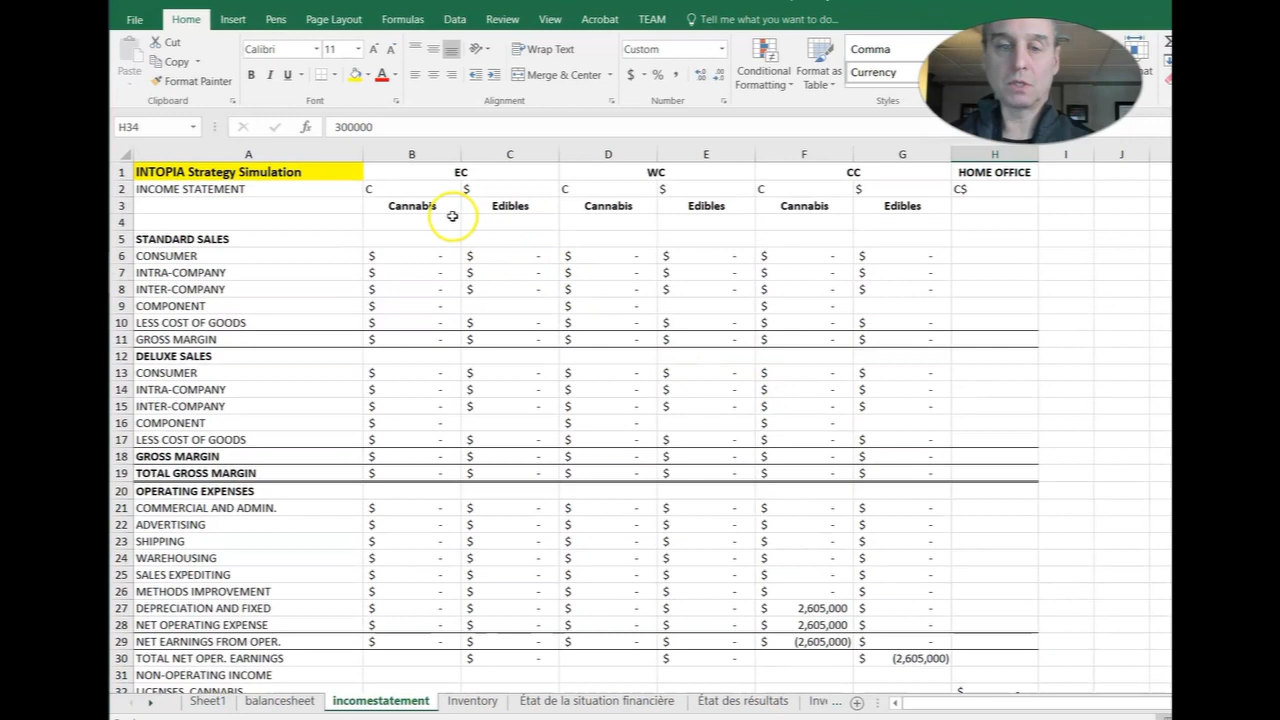 File Home Insert Pens Page Layout Formulas Data Review View Acrobat TEAM Tell me what you want to do...
Cut
Copy
Format Painter
Paste
Calibri 11
B I U
Wrap Text
Merge & Center
Custom
$ % ,
Conditional Formatting
Format as Table
Comma
Currency
Clipboard Font Alignment Number Styles
H34 fx 300000
A B C D E F G H I J
1 INTOPIA Strategy Simulation EC WC CC HOME OFFICE
2 INCOME STATEMENT C $ C $ C $ C$
3 Cannabis Edibles Cannabis Edibles Cannabis Edibles
4
5 STANDARD SALES
6 CONSUMER $ - $ - $ - $ - $ - $ -
7 INTRA-COMPANY $ - $ - $ - $ - $ - $ -
8 INTER-COMPANY $ - $ - $ - $ - $ - $ -
9 COMPONENT $ - $ - $ -
10 LESS COST OF GOODS $ - $ - $ - $ - $ - $ -
11 GROSS MARGIN $ - $ - $ - $ - $ - $ -
12 DELUXE SALES
13 CONSUMER $ - $ - $ - $ - $ - $ -
14 INTRA-COMPANY $ - $ - $ - $ - $ - $ -
15 INTER-COMPANY $ - $ - $ - $ - $ - $ -
16 COMPONENT $ - $ - $ -
17 LESS COST OF GOODS $ - $ - $ - $ - $ - $ -
18 GROSS MARGIN $ - $ - $ - $ - $ - $ -
19 TOTAL GROSS MARGIN $ - $ - $ - $ - $ - $ -
20 OPERATING EXPENSES
21 COMMERCIAL AND ADMIN. $ - $ - $ - $ - $ - $ -
22 ADVERTISING $ - $ - $ - $ - $ - $ -
23 SHIPPING $ - $ - $ - $ - $ - $ -
24 WAREHOUSING $ - $ - $ - $ - $ - $ -
25 SALES EXPEDITING $ - $ - $ - $ - $ - $ -
26 METHODS IMPROVEMENT $ - $ - $ - $ - $ - $ -
27 DEPRECIATION AND FIXED $ - $ - $ - $ - $ 2,605,000 $ -
28 NET OPERATING EXPENSE $ - $ - $ - $ - $ 2,605,000 $ -
29 NET EARNINGS FROM OPER. $ - $ - $ - $ - $ (2,605,000) $ -
30 TOTAL NET OPER. EARNINGS $ - $ - $ (2,605,000)
31 NON-OPERATING INCOME
32 LICENSES, CANNABIS $ -
Sheet1 balancesheet incomestatement Inventory État de la situation financière État des résultats Inv ...